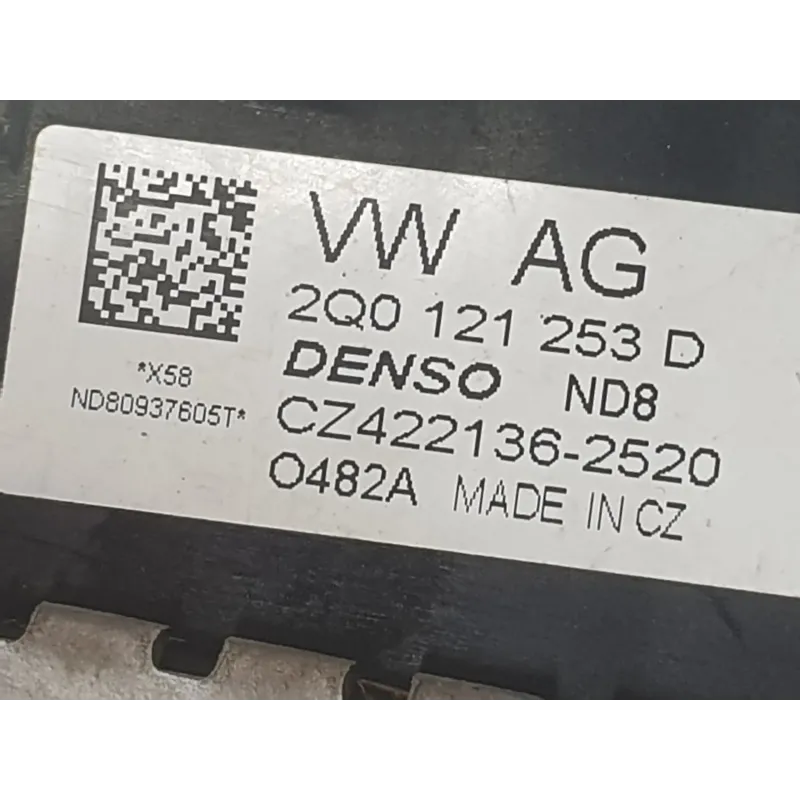 VW AG
2Q0 121 253 D
DENSO ND8
*X58
ND80937605T*
CZ422136-2520
0482A MADE IN CZ